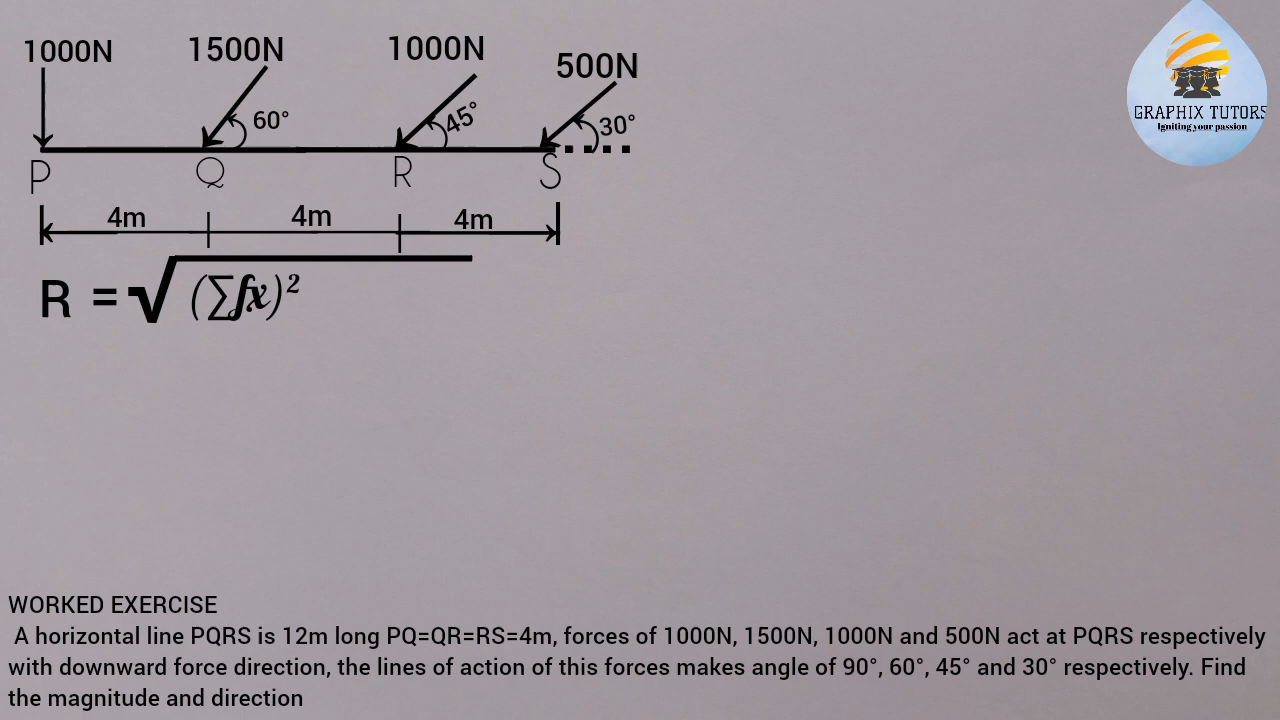 1000N 1500N 1000N 500N
60° 45° 30°
P Q R S
4m 4m 4m
R = √(∑fx)²
GRAPHIX TUTORS
Igniting your passion
WORKED EXERCISE
A horizontal line PQRS is 12m long PQ=QR=RS=4m, forces of 1000N, 1500N, 1000N and 500N act at PQRS respectively
with downward force direction, the lines of action of this forces makes angle of 90°, 60°, 45° and 30° respectively. Find
the magnitude and direction